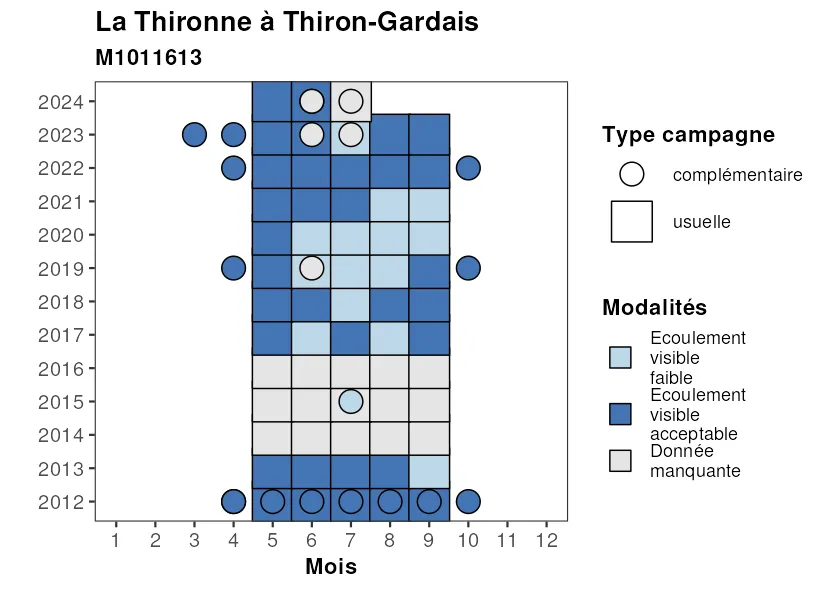 La Thironne à Thiron-Gardais
M1011613
2024
2023
2022
2021
2020
2019
2018
2017
2016
2015
2014
2013
2012
1 2 3 4 5 6 7 8 9 10 11 12
Mois
Type campagne
complémentaire
usuelle
Modalités
Ecoulement
visible
faible
Ecoulement
visible
acceptable
Donnée
manquante